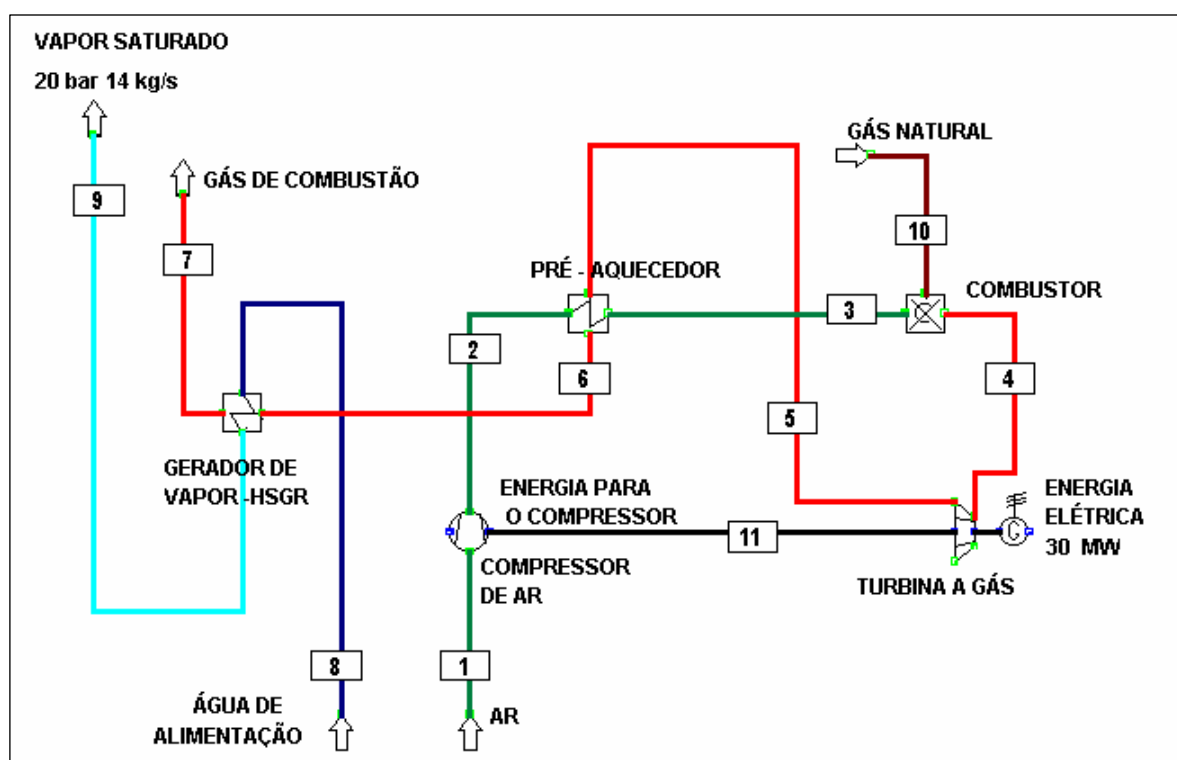 VAPOR SATURADO
20 bar 14 kg/s
9
GÁS DE COMBUSTÃO
7
GÁS NATURAL
10
PRÉ - AQUECEDOR
COMBUSTOR
2
3
C
6
4
5
GERADOR DE
VAPOR -HSGR
ENERGIA PARA
O COMPRESSOR
11
COMPRESSOR
DE AR
G
ENERGIA
ELÉTRICA
30 MW
TURBINA A GÁS
8
1
ÁGUA DE
ALIMENTAÇÃO
AR